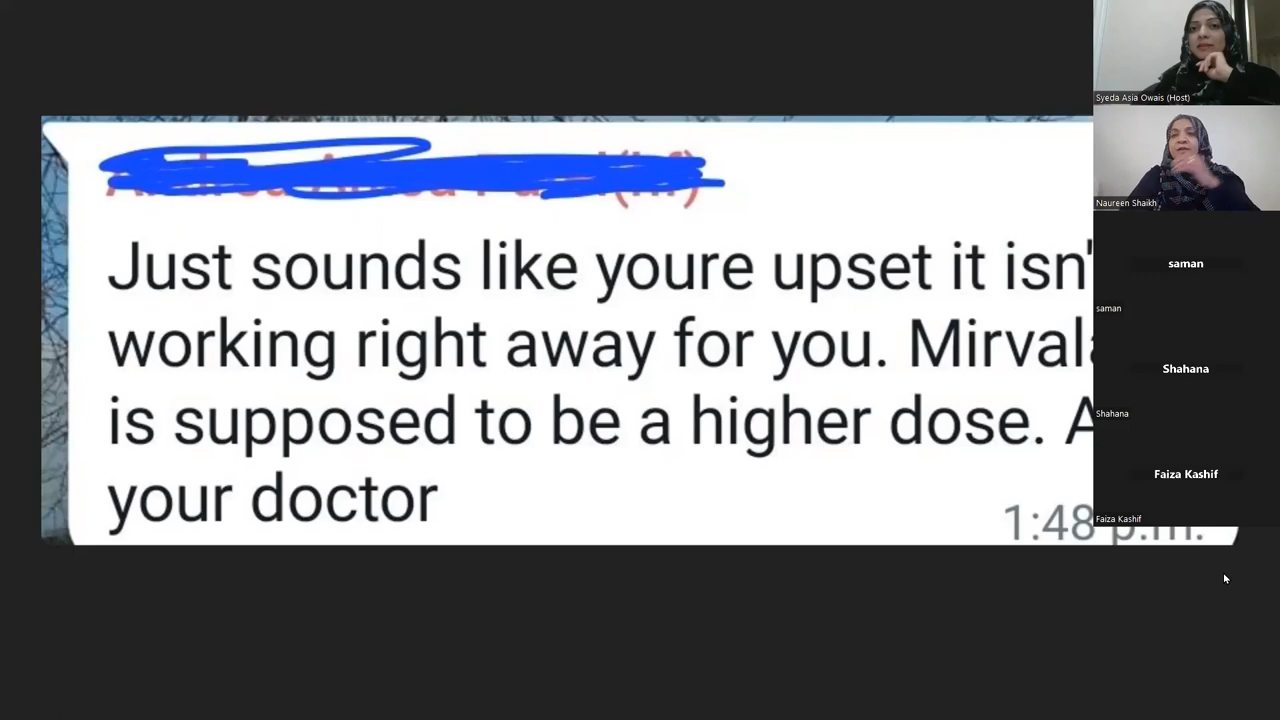 Just sounds like youre upset it isn'
working right away for you.
is supposed to be a higher dose.
your doctor
1:48 p.m.
Syeda Asia Owais (Host)
Naureen Shaikh
saman
saman
Shahana
Shahana
Faiza Kashif
Faiza Kashif